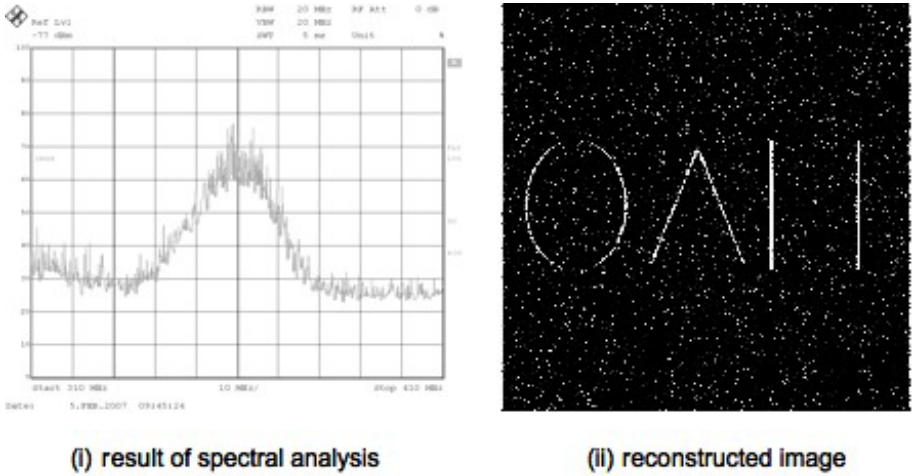 Ref Lvl
-77 dBm
RBW 20 MHz RF Att 0 dB
VBW 20 MHz
SWT 5 ms Unit
Start 310 MHz 10 MHz/ Stop 410 MHz
Date: 5.FEB.2007 09:45:24
(i) result of spectral analysis
(ii) reconstructed image